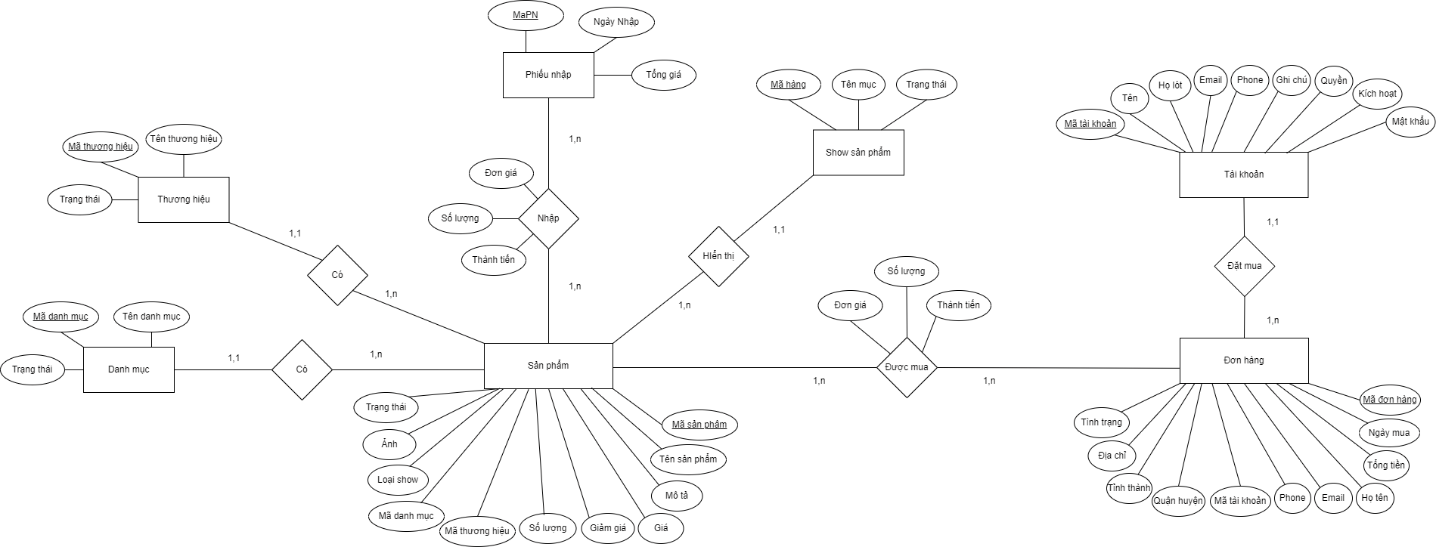 MaPN
Ngày Nhập
Phiếu nhập
Tổng giá
1,n
Mã hàng
Tên mục
Trạng thái
Show sản phẩm
Tên
Họ lót
Email
Phone
Ghi chú
Quyền
Kích hoạt
Mã tài khoản
Mật khẩu
Tài khoản
Mã thương hiệu
Tên thương hiệu
Trạng thái
Thương hiệu
Đơn giá
Số lượng
Nhập
Thành tiền
1,1
Có
1,n
1,n
HIển thị
1,1
1,n
1,1
Đặt mua
1,n
Mã danh mục
Tên danh mục
Trạng thái
Danh mục
1,1
Có
1,n
Sản phẩm
Số lượng
Đơn giá
Thành tiền
Được mua
1,n
1,n
Đơn hàng
Trạng thái
Ảnh
Loại show
Mã danh mục
Mã thương hiệu
Số lượng
Giảm giá
Giá
Mô tả
Tên sản phẩm
Mã sản phâm
Tình trạng
Địa chỉ
Tỉnh thành
Quận huyện
Mã tài khoản
Phone
Email
Họ tên
Tổng tiền
Ngày mua
Mã đơn hàng